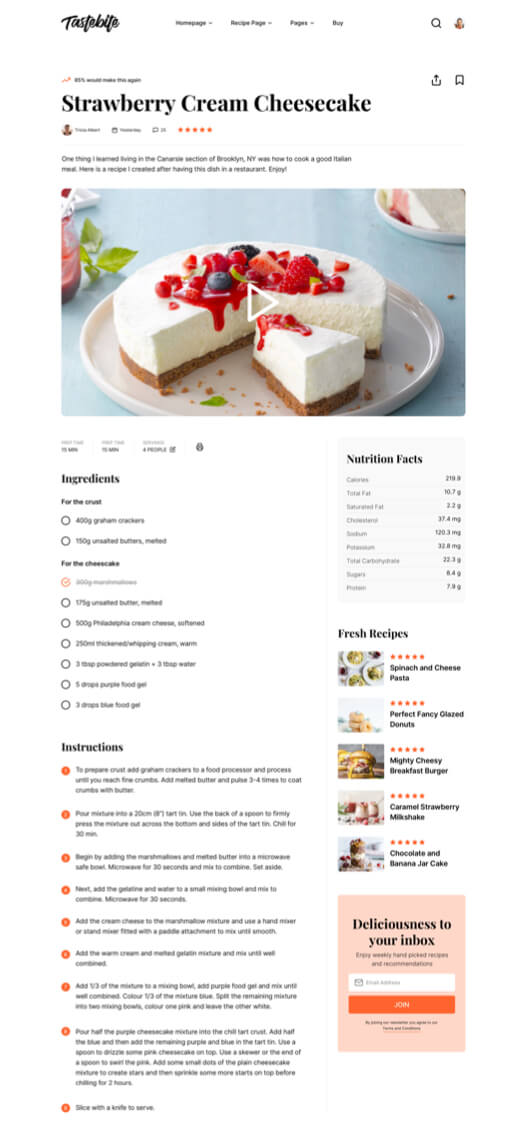 Tastebite
Homepage
Recipe Page
Pages
Buy
85% would make this again
Strawberry Cream Cheesecake
Tricia Albert
Yesterday
25
One thing I learned living in the Canarsie section of Brooklyn, NY was how to cook a good Italian
meal. Here is a recipe I created after having this dish in a restaurant. Enjoy!
PREP TIME
15 MIN
PREP TIME
15 MIN
SERVINGS
4 PEOPLE
Ingredients
For the crust
400g graham crackers
150g unsalted butters, melted
For the cheescake
300g marshmallows
175g unsalted butter, melted
500g Philadelphia cream cheese, softened
250ml thickened/whipping cream, warm
3 tbsp powdered gelatin + 3 tbsp water
5 drops purple food gel
3 drops blue food gel
Instructions
1 To prepare crust add graham crackers to a food processor and process
until you reach fine crumbs. Add melted butter and pulse 3-4 times to coat
crumbs with butter.
2 Pour mixture into a 20cm (8”) tart tin. Use the back of a spoon to firmly
press the mixture out across the bottom and sides of the tart tin. Chill for
30 min.
3 Begin by adding the marshmallows and melted butter into a microwave
safe bowl. Microwave for 30 seconds and mix to combine. Set aside.
4 Next, add the gelatine and water to a small mixing bowl and mix to
combine. Microwave for 30 seconds.
5 Add the cream cheese to the marshmallow mixture and use a hand mixer
or stand mixer fitted with a paddle attachment to mix until smooth.
6 Add the warm cream and melted gelatin mixture and mix until well
combined.
7 Add 1/3 of the mixture to a mixing bowl, add purple food gel and mix until
well combined. Colour 1/3 of the mixture blue. Split the remaining mixture
into two mixing bowls, colour one pink and leave the other white.
8 Pour half the purple cheesecake mixture into the chill tart crust. Add half
the blue and then add the remaining purple and blue in the tart tin. Use a
spoon to drizzle some pink cheesecake on top. Use a skewer or the end of
a spoon to swirl the pink. Add some small dots of the plain cheesecake
mixture to create stars and then sprinkle some more starts on top before
chilling for 2 hours.
Slice with a knife to serve.
Nutrition Facts
Calories 219.9
Total Fat 10.7 g
Saturated Fat 2.2 g
Cholesterol 37.4 mg
Sodium 120.3 mg
Potassium 32.8 mg
Total Carbohydrate 22.3 g
Sugars 8.4 g
Protein 7.9 g
Fresh Recipes
Spinach and Cheese
Pasta
Perfect Fancy Glazed
Donuts
Mighty Cheesy
Breakfast Burger
Caramel Strawberry
Milkshake
Chocolate and
Banana Jar Cake
Deliciousness to
your inbox
Enjoy weekly hand picked recipes
and recommendations
Email Address
JOIN
By joining our newsletter you agree to our
Terms and Conditions